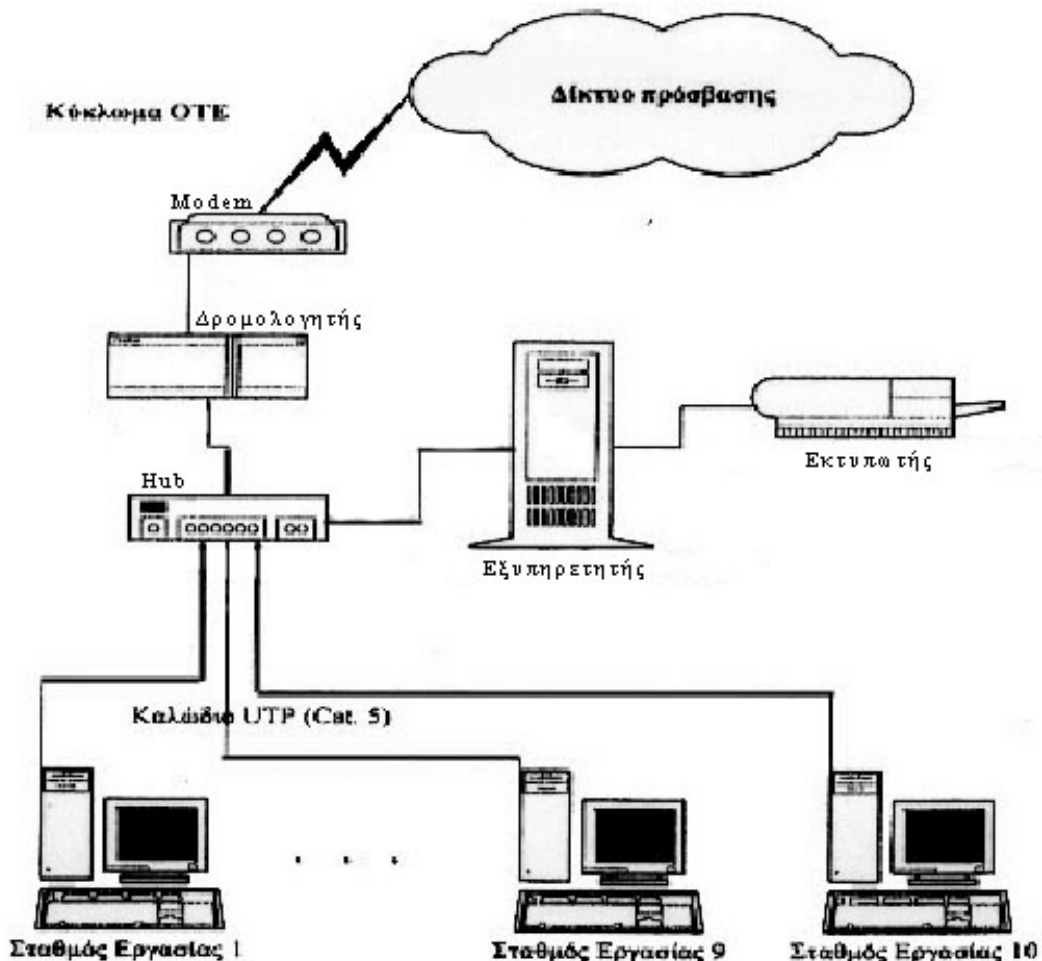 Δίκτυο πρόσβασης
Κύκλωμα ΟΤΕ
Modem
Δρομολογητής
Hub
Εκτυπωτής
Εξυπηρετητής
Καλώδιο UTP (Cat. 5)
. . .
Σταθμός Εργασίας 1
Σταθμός Εργασίας 9
Σταθμός Εργασίας 10